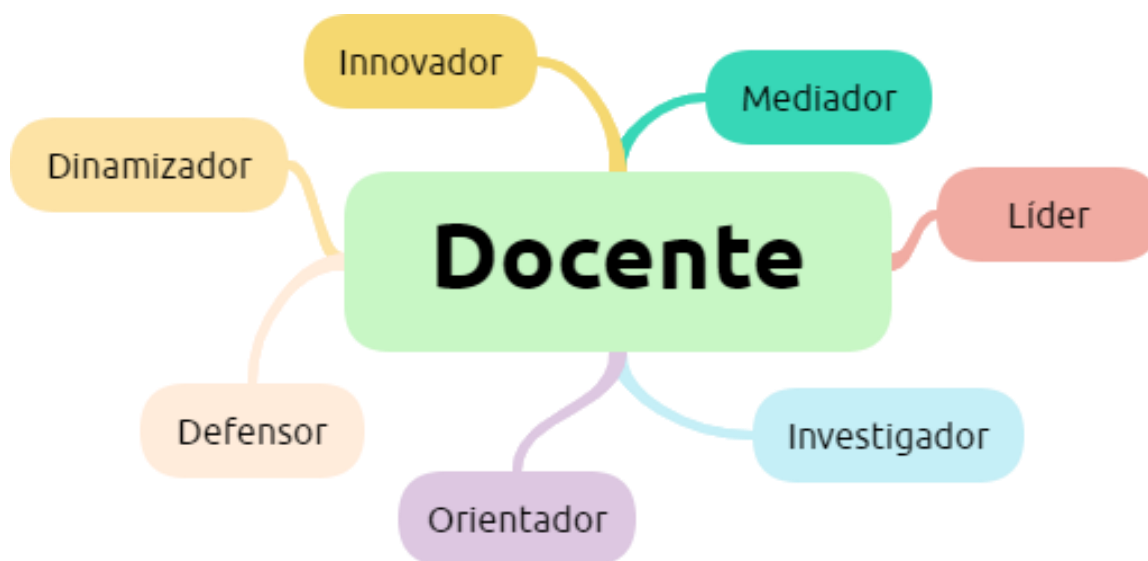 Innovador
Mediador
Dinamizador
Líder
Docente
Defensor
Investigador
Orientador